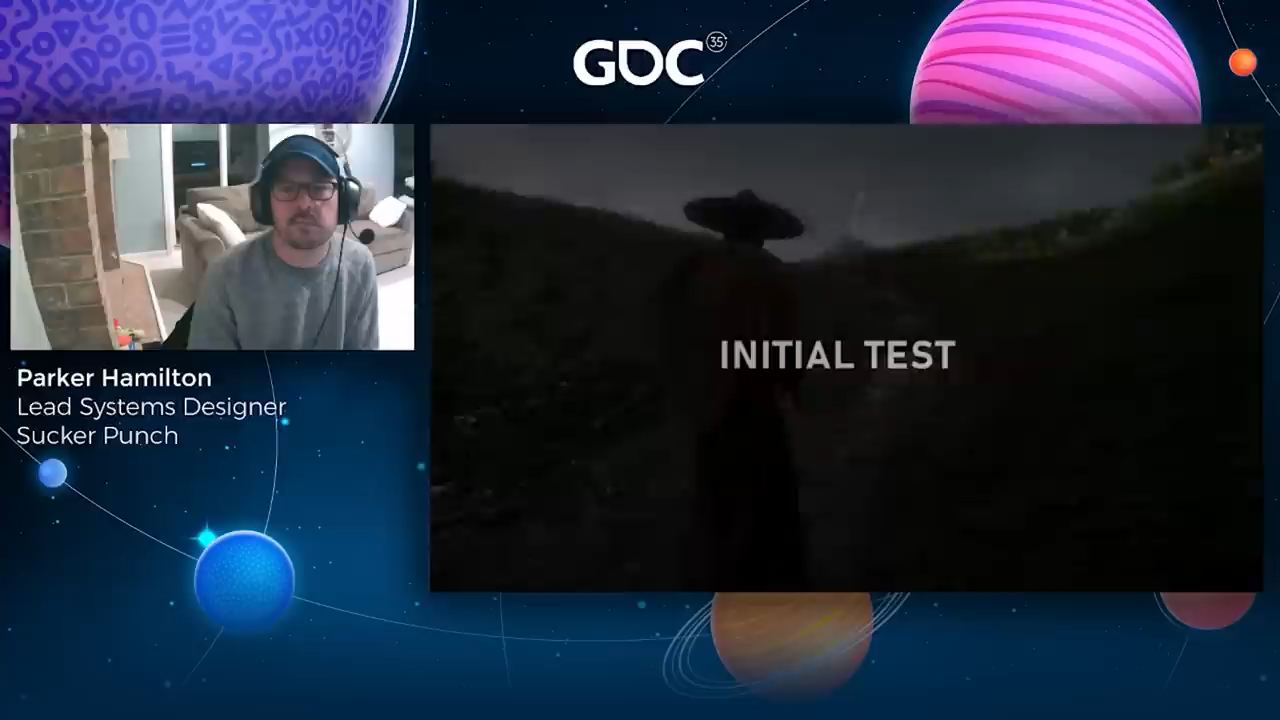 GDC 35
INITIAL TEST
Parker Hamilton
Lead Systems Designer
Sucker Punch